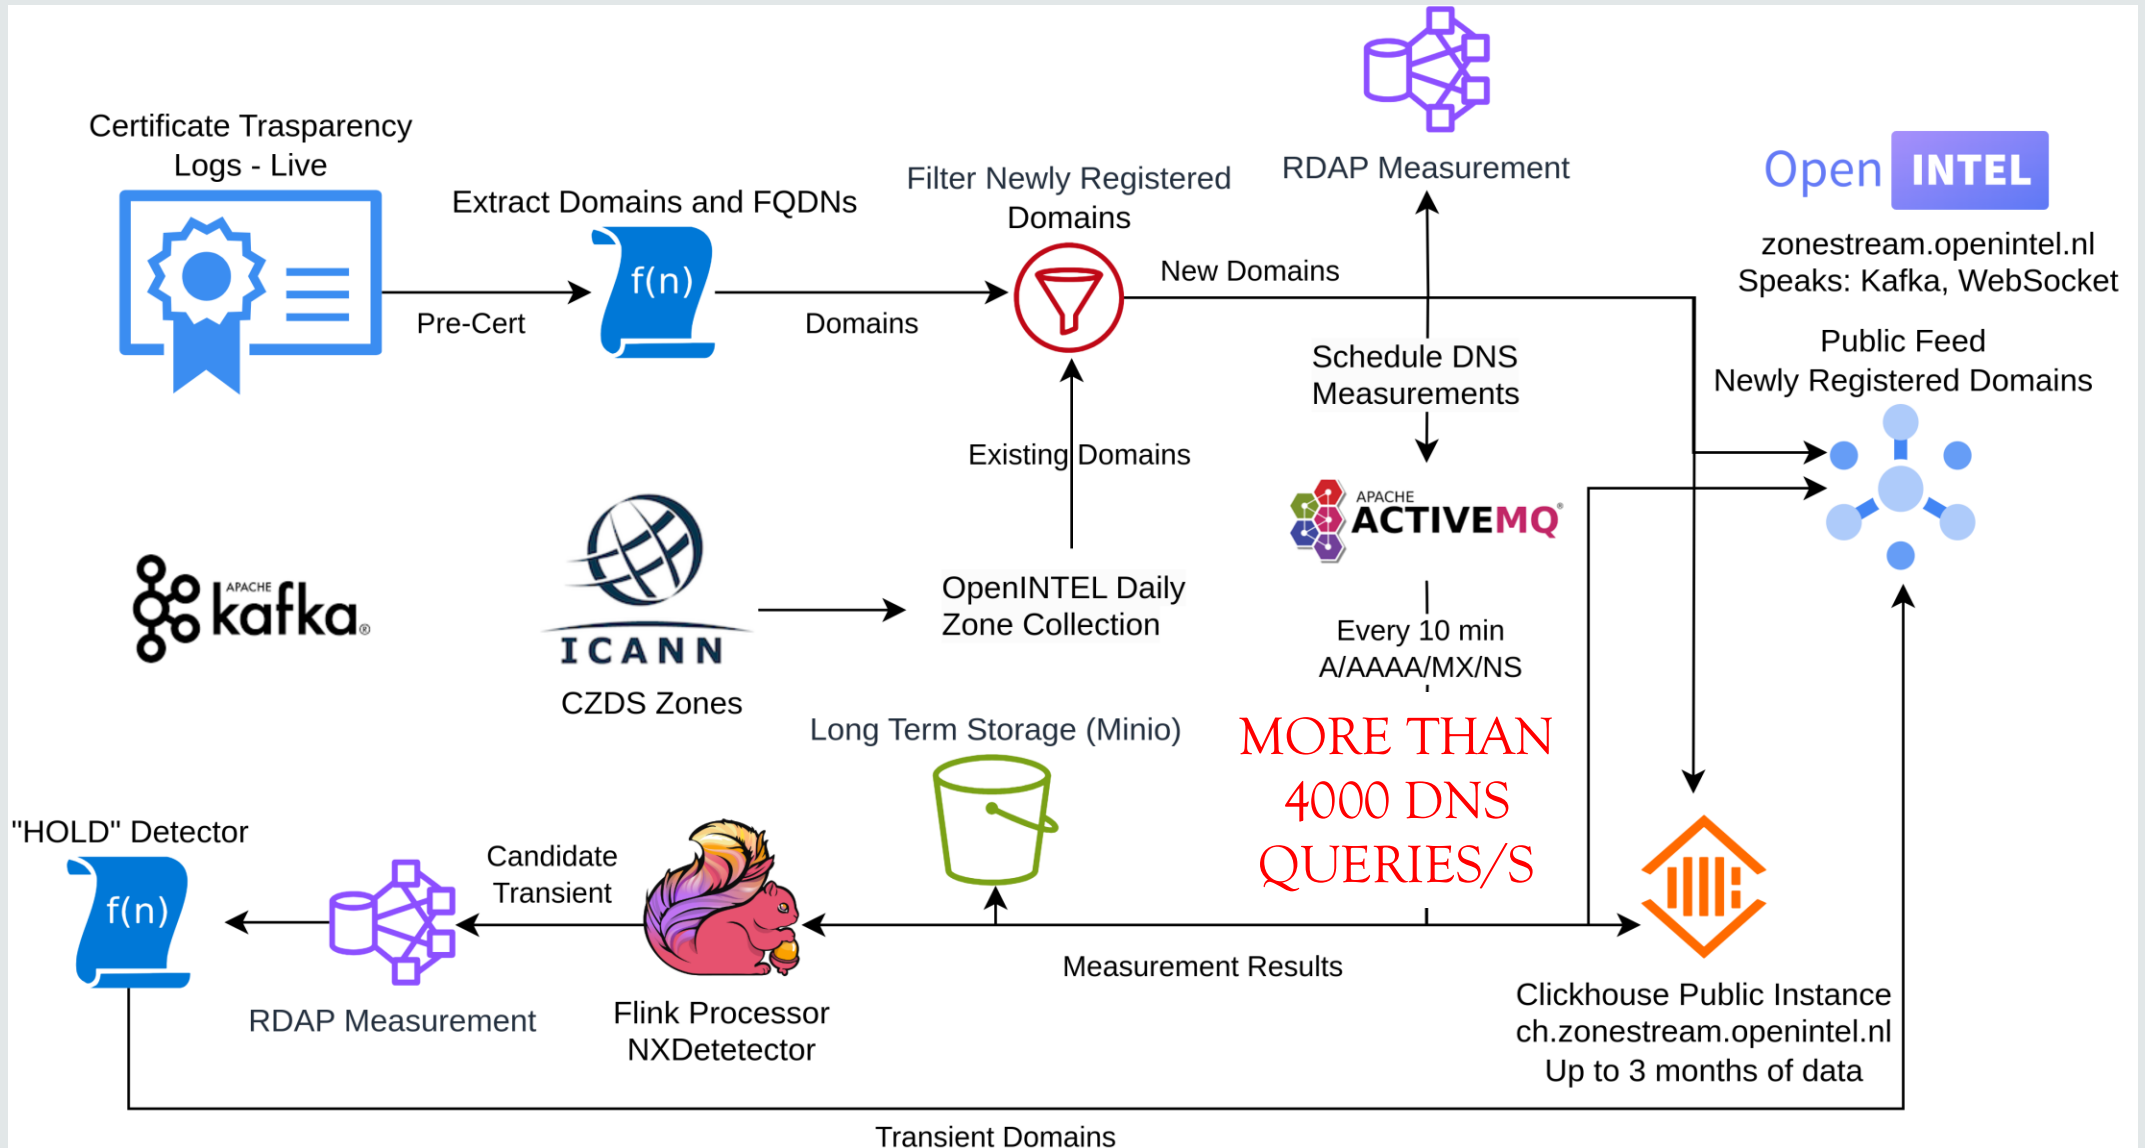 Certificate Trasparency
Logs - Live
Extract Domains and FQDNs
f(n)
Pre-Cert
Domains
Filter Newly Registered
Domains
New Domains
RDAP Measurement
Open INTEL
zonestream.openintel.nl
Speaks: Kafka, WebSocket
Public Feed
Newly Registered Domains
Schedule DNS
Measurements
Existing Domains
APACHE
ACTIVEMQ®
APACHE
kafka®
ICANN
CZDS Zones
OpenINTEL Daily
Zone Collection
Every 10 min
A/AAAA/MX/NS
Long Term Storage (Minio)
MORE THAN
4000 DNS
QUERIES/S
"HOLD" Detector
f(n)
RDAP Measurement
Candidate
Transient
Flink Processor
NXDetetector
Measurement Results
Clickhouse Public Instance
ch.zonestream.openintel.nl
Up to 3 months of data
Transient Domains